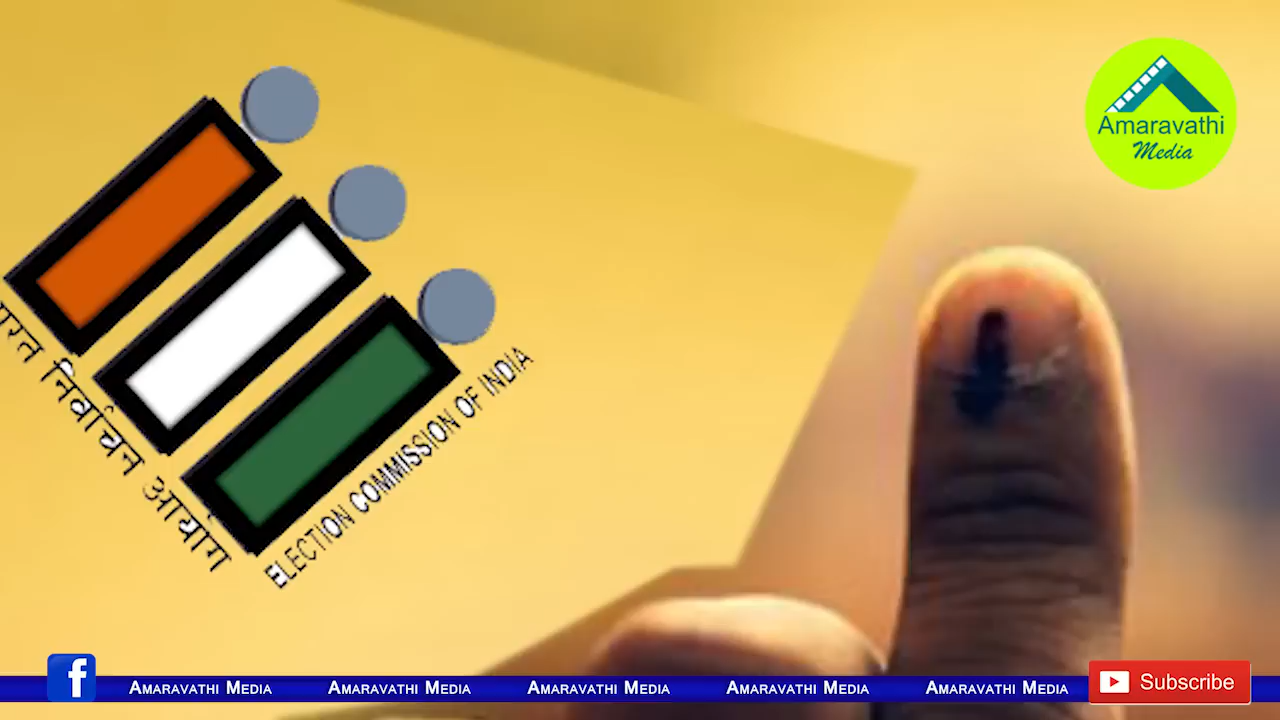 Amaravathi
Media
भारत निर्वाचन आयोग
ELECTION COMMISSION OF INDIA
f
AMARAVATHI MEDIA AMARAVATHI MEDIA AMARAVATHI MEDIA AMARAVATHI MEDIA AMARAVATHI MEDIA
Subscribe